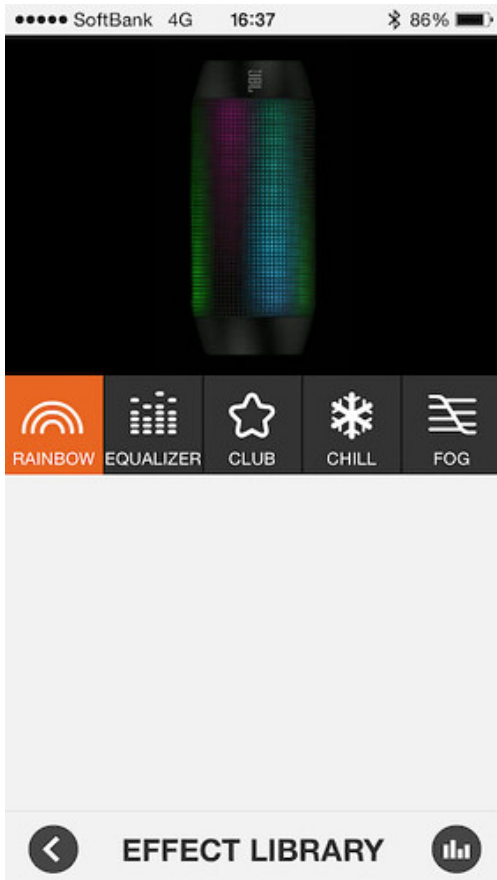 SoftBank 4G 16:37 86%
JBL
RAINBOW EQUALIZER CLUB CHILL FOG
EFFECT LIBRARY